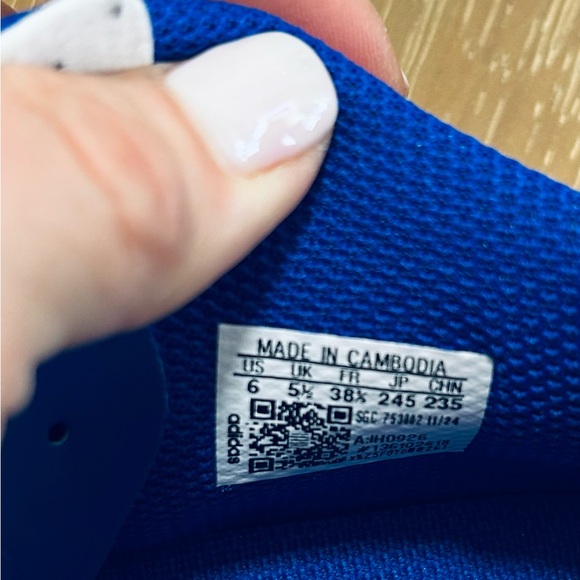 MADE IN CAMBODIA
US UK FR JP CHN
6 5½ 38⅔ 245 235
SGC 753002 11/24
A:IH0926
adidas